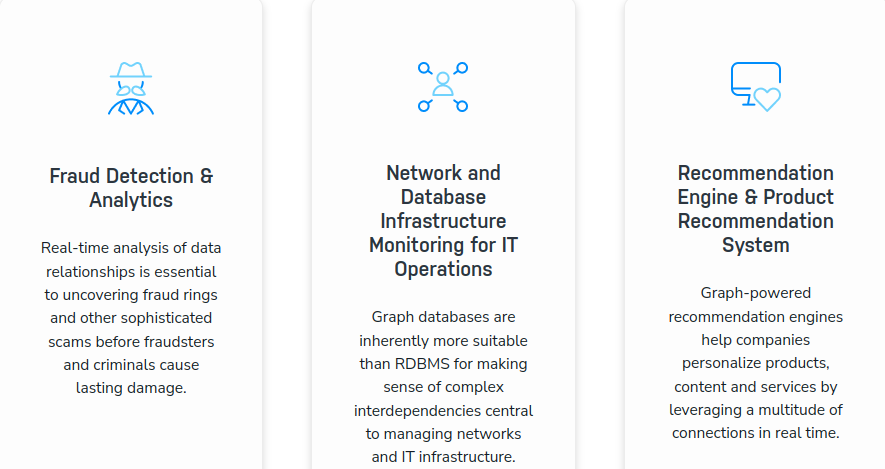 Fraud Detection &
Analytics
Real-time analysis of data
relationships is essential
to uncovering fraud rings
and other sophisticated
scams before fraudsters
and criminals cause
lasting damage.
Network and
Database
Infrastructure
Monitoring for IT
Operations
Graph databases are
inherently more suitable
than RDBMS for making
sense of complex
interdependencies central
to managing networks
and IT infrastructure.
Recommendation
Engine & Product
Recommendation
System
Graph-powered
recommendation engines
help companies
personalize products,
content and services by
leveraging a multitude of
connections in real time.